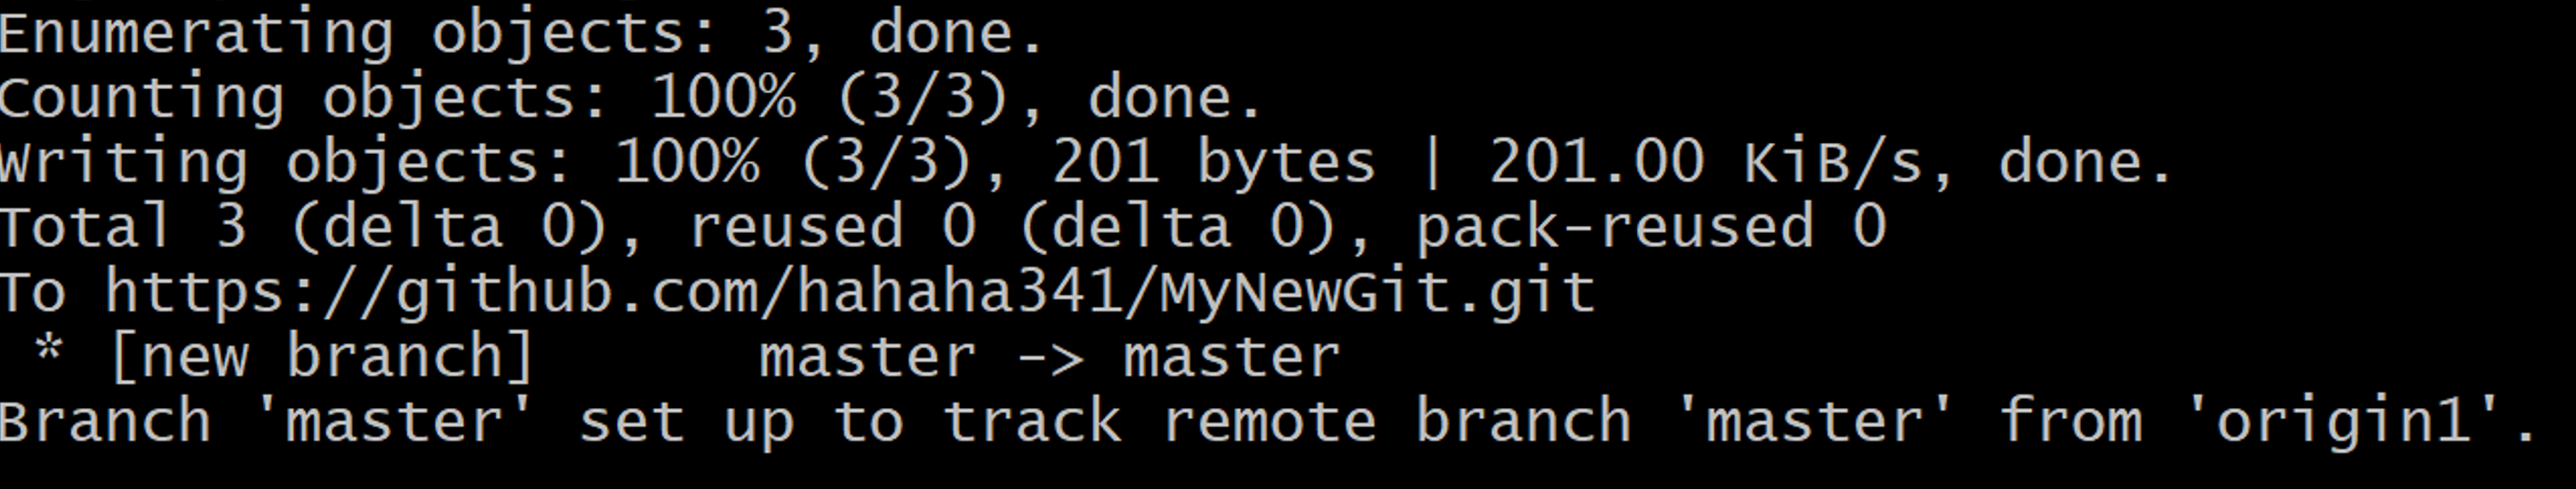 Enumerating objects: 3, done.
Counting objects: 100% (3/3), done.
Writing objects: 100% (3/3), 201 bytes | 201.00 KiB/s, done.
Total 3 (delta 0), reused 0 (delta 0), pack-reused 0
To https://github.com/hahaha341/MyNewGit.git
 * [new branch]      master -> master
Branch 'master' set up to track remote branch 'master' from 'origin1'.